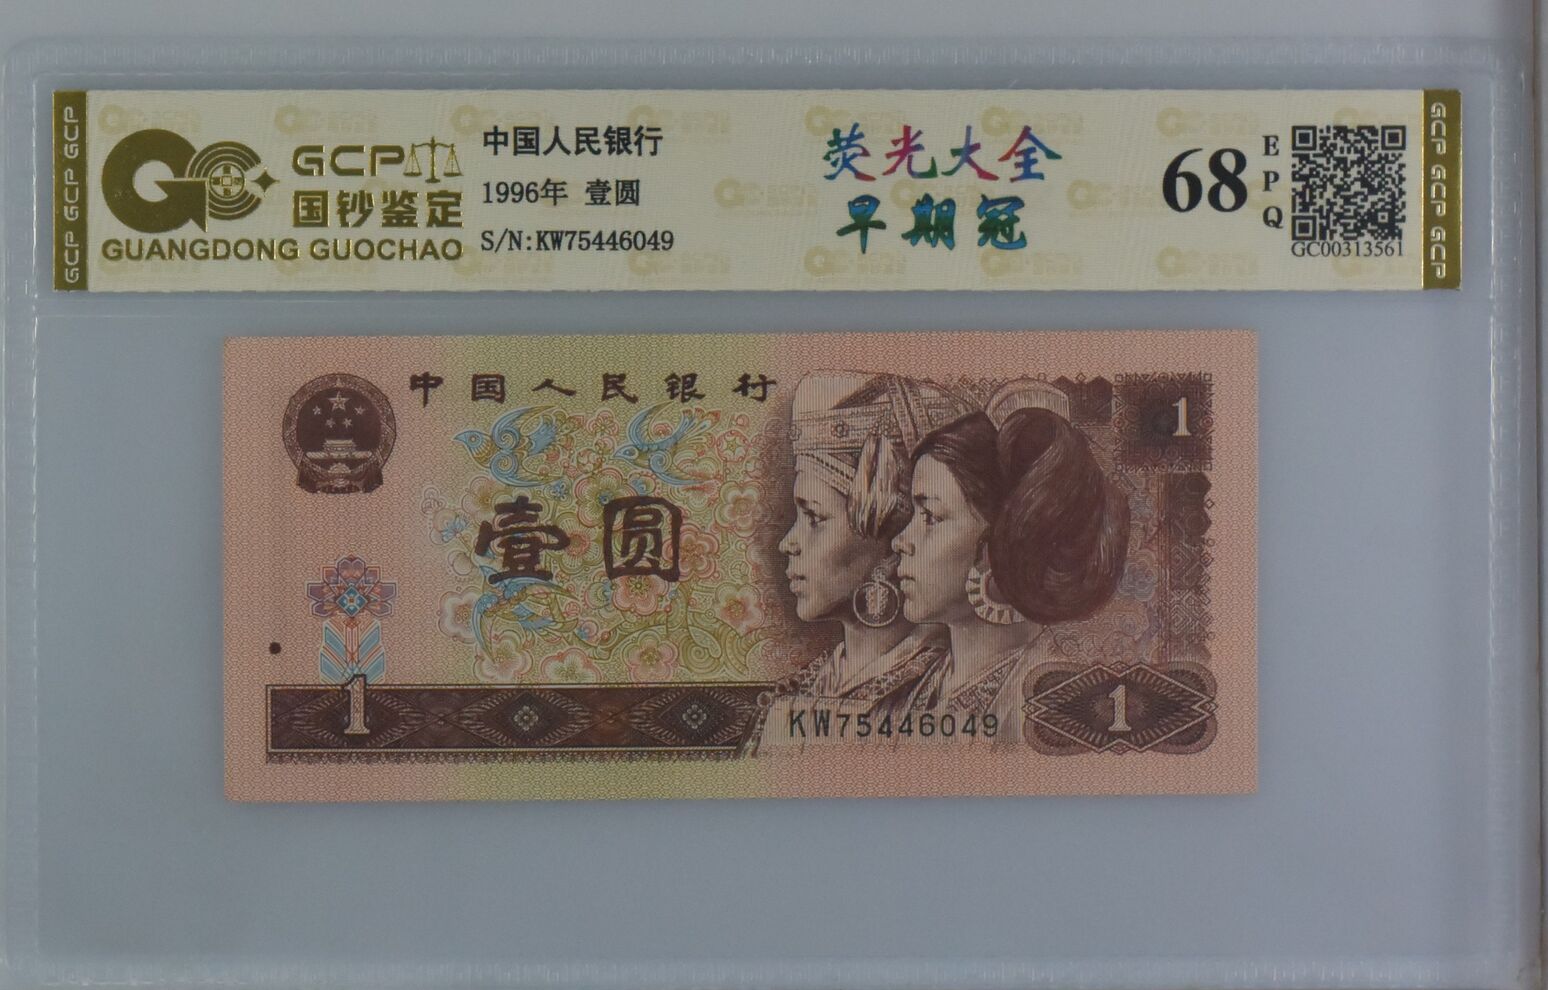 GCP GCP GCP
GCP
国钞鉴定
GUANGDONG GUOCHAO
中国人民银行
1996年 壹圆
S/N:KW75446049
荧光大全
早期冠
68
EPQ
GC00313561
GCP GCP GCP
中国人民银行
1
壹圆
1
KW75446049
1